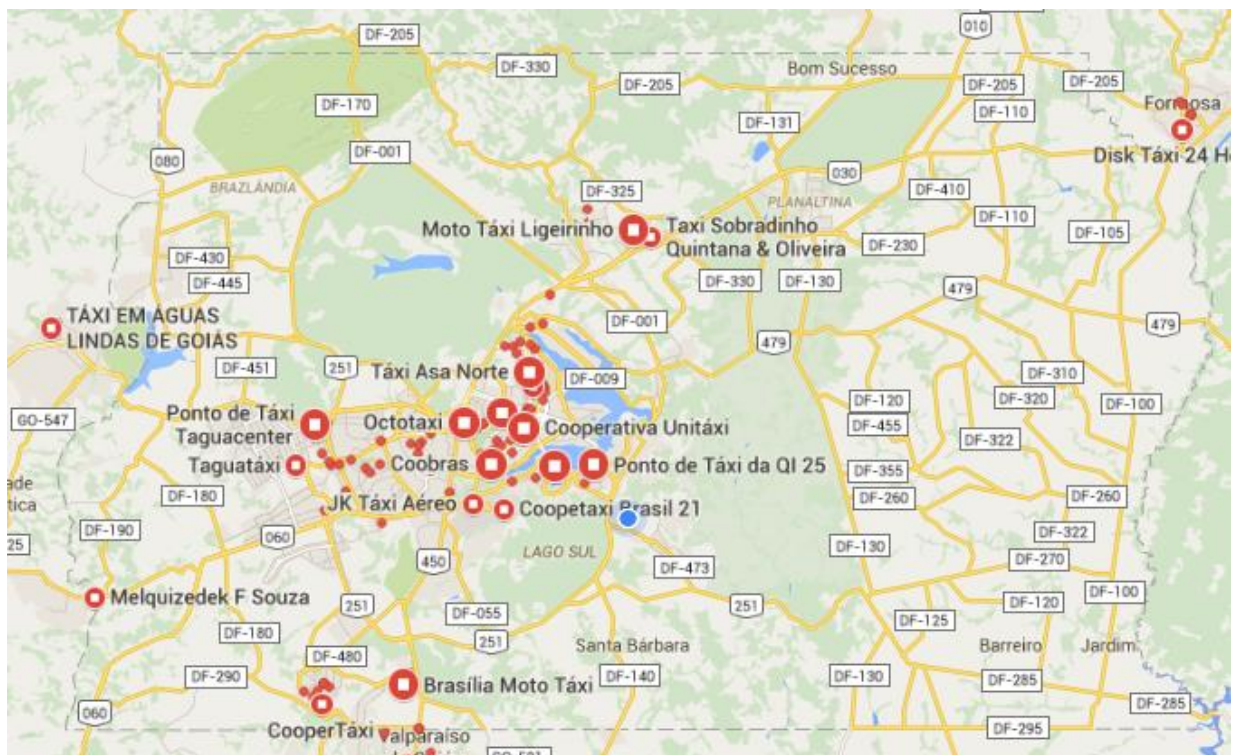 010
DF-205
DF-330
DF-205
Bom Sucesso
DF-205
DF-205
DF-170
DF-110
Formosa
DF-131
DF-001
Disk Táxi 24 H
080
030
BRAZLÂNDIA
DF-325
DF-410
PLANALTINA
Moto Táxi Ligeirinho
Taxi Sobradinho
Quintana & Oliveira
DF-110
DF-105
DF-230
DF-430
DF-445
DF-330
DF-130
479
TÁXI EM ÁGUAS
LINDAS DE GOIÁS
DF-001
479
479
DF-451
251
Táxi Asa Norte
DF-009
DF-310
DF-320
DF-100
DF-120
GO-547
Ponto de Táxi
Taguacenter
Octotaxi
Cooperativa Unitáxi
DF-455
DF-322
Taguatáxi
Coobras
Ponto de Táxi da QI 25
DF-355
DF-180
DF-260
DF-260
ade
tica
JK Táxi Aéreo
Coopetaxi Brasil 21
DF-190
060
DF-322
25
LAGO SUL
DF-130
DF-270
450
DF-473
Melquizedek F Souza
251
DF-055
251
DF-100
DF-120
DF-180
251
DF-125
Santa Bárbara
Barreiro
Jardim
DF-480
DF-290
Brasília Moto Táxi
DF-140
DF-130
DF-285
DF-285
060
CooperTáxi
DF-295
Valparaíso